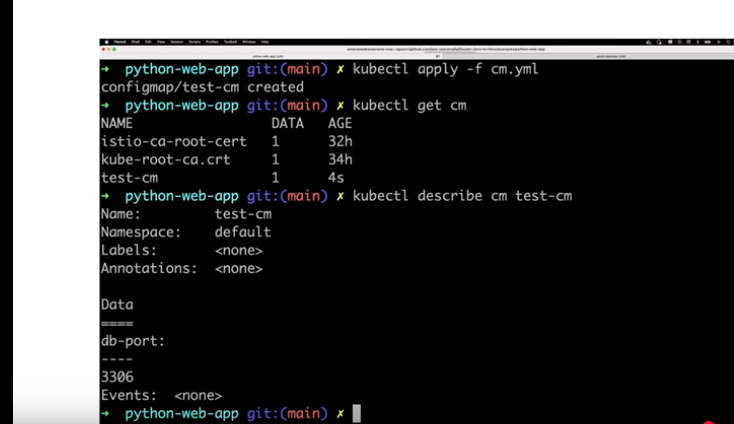 ➜ python-web-app git:(main) ✗ kubectl apply -f cm.yml
configmap/test-cm created
➜ python-web-app git:(main) ✗ kubectl get cm
NAME DATA AGE
istio-ca-root-cert 1 32h
kube-root-ca.crt 1 34h
test-cm 1 4s
➜ python-web-app git:(main) ✗ kubectl describe cm test-cm
Name: test-cm
Namespace: default
Labels: <none>
Annotations: <none>
Data
====
db-port:
----
3306
Events: <none>
➜ python-web-app git:(main) ✗